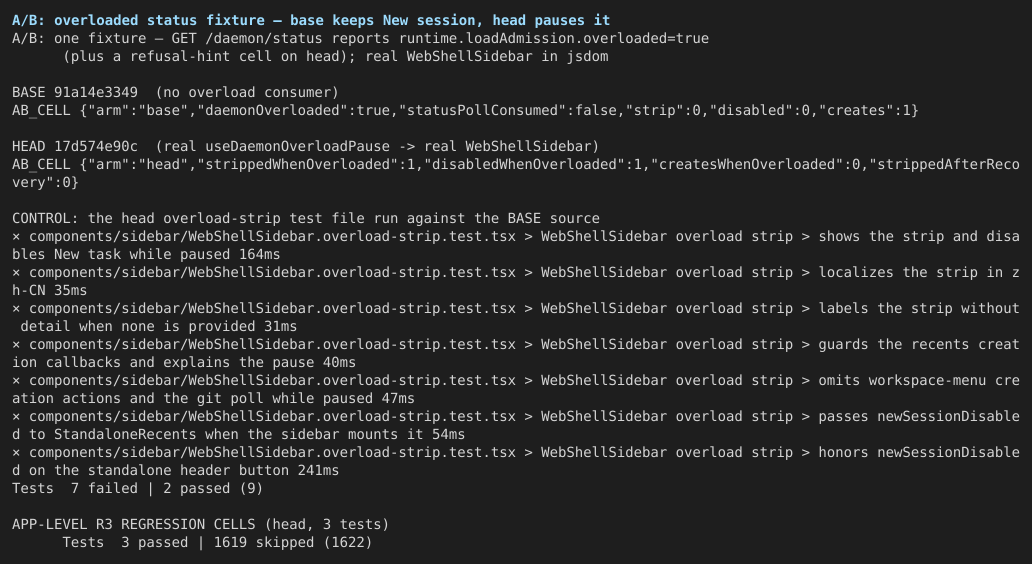 A/B: overloaded status fixture — base keeps New session, head pauses it
A/B: one fixture — GET /daemon/status reports runtime.loadAdmission.overloaded=true
(plus a refusal-hint cell on head); real WebShellSidebar in jsdom
BASE 91a14e3349  (no overload consumer)
AB_CELL {"arm":"base","daemonOverloaded":true,"statusPollConsumed":false,"strip":0,"disabled":0,"creates":1}
HEAD 17d574e90c  (real useDaemonOverloadPause -> real WebShellSidebar)
AB_CELL {"arm":"head","strippedWhenOverloaded":1,"disabledWhenOverloaded":1,"createsWhenOverloaded":0,"strippedAfterReco
very":0}
CONTROL: the head overload-strip test file run against the BASE source
× components/sidebar/WebShellSidebar.overload-strip.test.tsx > WebShellSidebar overload strip > shows the strip and disa
bles New task while paused 164ms
× components/sidebar/WebShellSidebar.overload-strip.test.tsx > WebShellSidebar overload strip > localizes the strip in z
h-CN 35ms
× components/sidebar/WebShellSidebar.overload-strip.test.tsx > WebShellSidebar overload strip > labels the strip without
detail when none is provided 31ms
× components/sidebar/WebShellSidebar.overload-strip.test.tsx > WebShellSidebar overload strip > guards the recents creat
ion callbacks and explains the pause 40ms
× components/sidebar/WebShellSidebar.overload-strip.test.tsx > WebShellSidebar overload strip > omits workspace-menu cre
ation actions and the git poll while paused 47ms
× components/sidebar/WebShellSidebar.overload-strip.test.tsx > WebShellSidebar overload strip > passes newSessionDisable
d to StandaloneRecents when the sidebar mounts it 54ms
× components/sidebar/WebShellSidebar.overload-strip.test.tsx > WebShellSidebar overload strip > honors newSessionDisable
d on the standalone header button 241ms
Tests  7 failed | 2 passed (9)
APP-LEVEL R3 REGRESSION CELLS (head, 3 tests)
Tests  3 passed | 1619 skipped (1622)